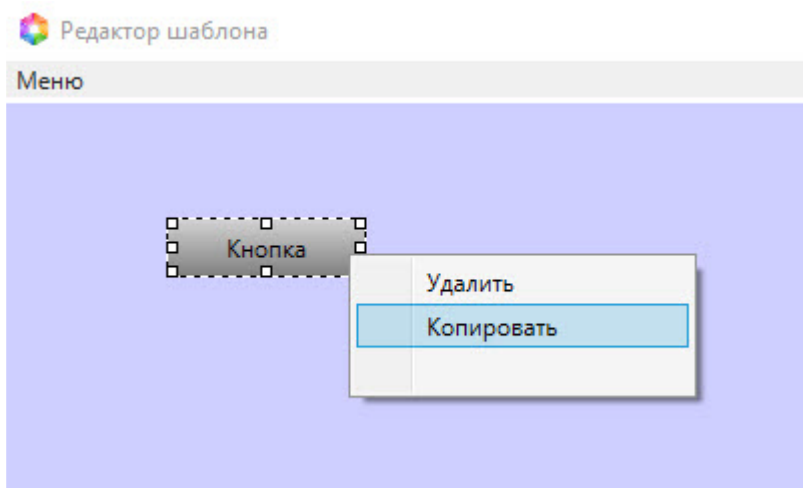 Редактор шаблона
Меню
Кнопка
Удалить
Копировать